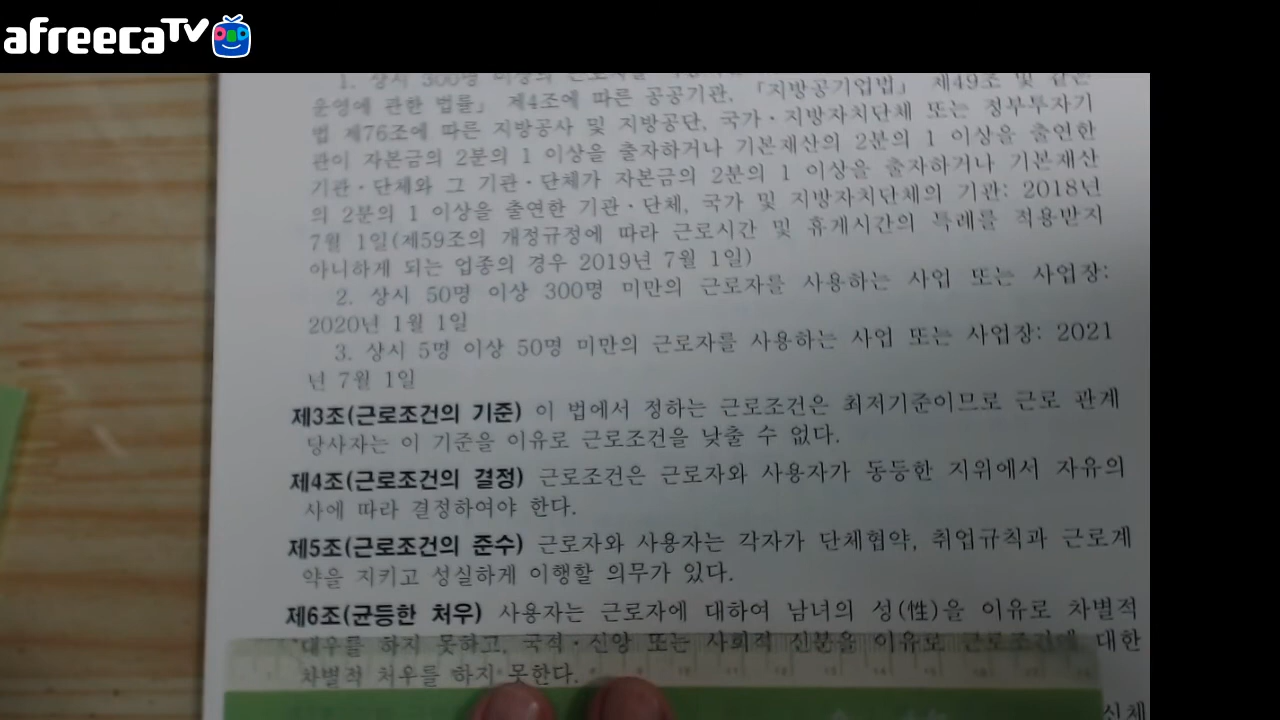 afreecaTV
1. 상시 300명 이상의 근로자를
운영에 관한 법률」 제4조에 따른 공공기관, 「지방공기업법」 제49조 및 같은
법 제76조에 따른 지방공사 및 지방공단, 국가·지방자치단체 또는 정부투자기
관이 자본금의 2분의 1 이상을 출자하거나 기본재산의 2분의 1 이상을 출연한
기관·단체와 그 기관·단체가 자본금의 2분의 1 이상을 출자하거나 기본재산
의 2분의 1 이상을 출연한 기관·단체, 국가 및 지방자치단체의 기관: 2018년
7월 1일(제59조의 개정규정에 따라 근로시간 및 휴게시간의 특례를 적용받지
아니하게 되는 업종의 경우 2019년 7월 1일)
2. 상시 50명 이상 300명 미만의 근로자를 사용하는 사업 또는 사업장:
2020년 1월 1일
3. 상시 5명 이상 50명 미만의 근로자를 사용하는 사업 또는 사업장: 2021
년 7월 1일
제3조(근로조건의 기준) 이 법에서 정하는 근로조건은 최저기준이므로 근로 관계
당사자는 이 기준을 이유로 근로조건을 낮출 수 없다.
제4조(근로조건의 결정) 근로조건은 근로자와 사용자가 동등한 지위에서 자유의
사에 따라 결정하여야 한다.
제5조(근로조건의 준수) 근로자와 사용자는 각자가 단체협약, 취업규칙과 근로계
약을 지키고 성실하게 이행할 의무가 있다.
제6조(균등한 처우) 사용자는 근로자에 대하여 남녀의 성(性)을 이유로 차별적
대우를 하지 못하고, 국적·신앙 또는 사회적 신분을 이유로 근로조건에 대한
차별적 처우를 하지 못한다.
신체